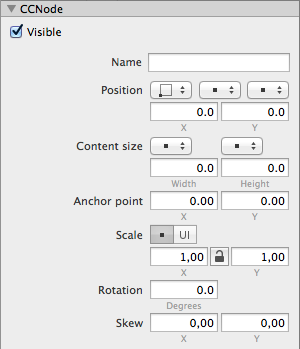 CCNode
Visible
Name
Position
0.0 0.0
X Y
Content size
0.0 0.0
Width Height
Anchor point 0.00 0.00
X Y
Scale UI
1,00 1,00
X Y
Rotation 0.0
Degrees
Skew 0,00 0,00
X Y